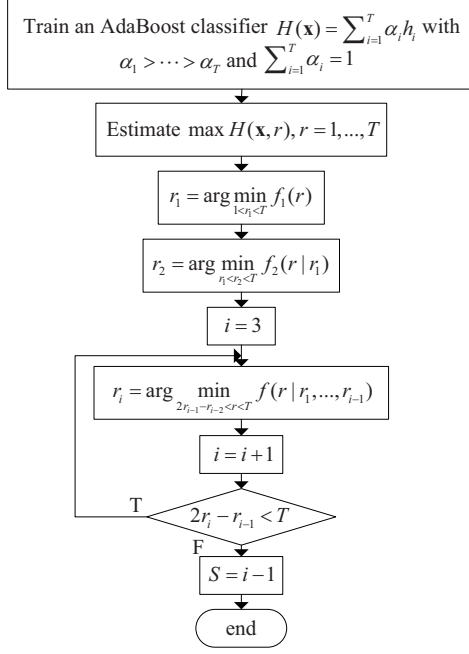 Train an AdaBoost classifier H(x) = ∑_{i=1}^{T} α_i h_i with
α_1 > ⋯ > α_T and ∑_{i=1}^{T} α_i = 1
Estimate max H(x, r), r = 1, ..., T
r_1 = arg min_{1<r_1<T} f_1(r)
r_2 = arg min_{r_1<r_2<T} f_2(r | r_1)
i = 3
r_i = arg min_{2r_{i-1}-r_{i-2}<r<T} f(r | r_1, ..., r_{i-1})
i = i + 1
T
2r_i − r_{i-1} < T
F
S = i − 1
end